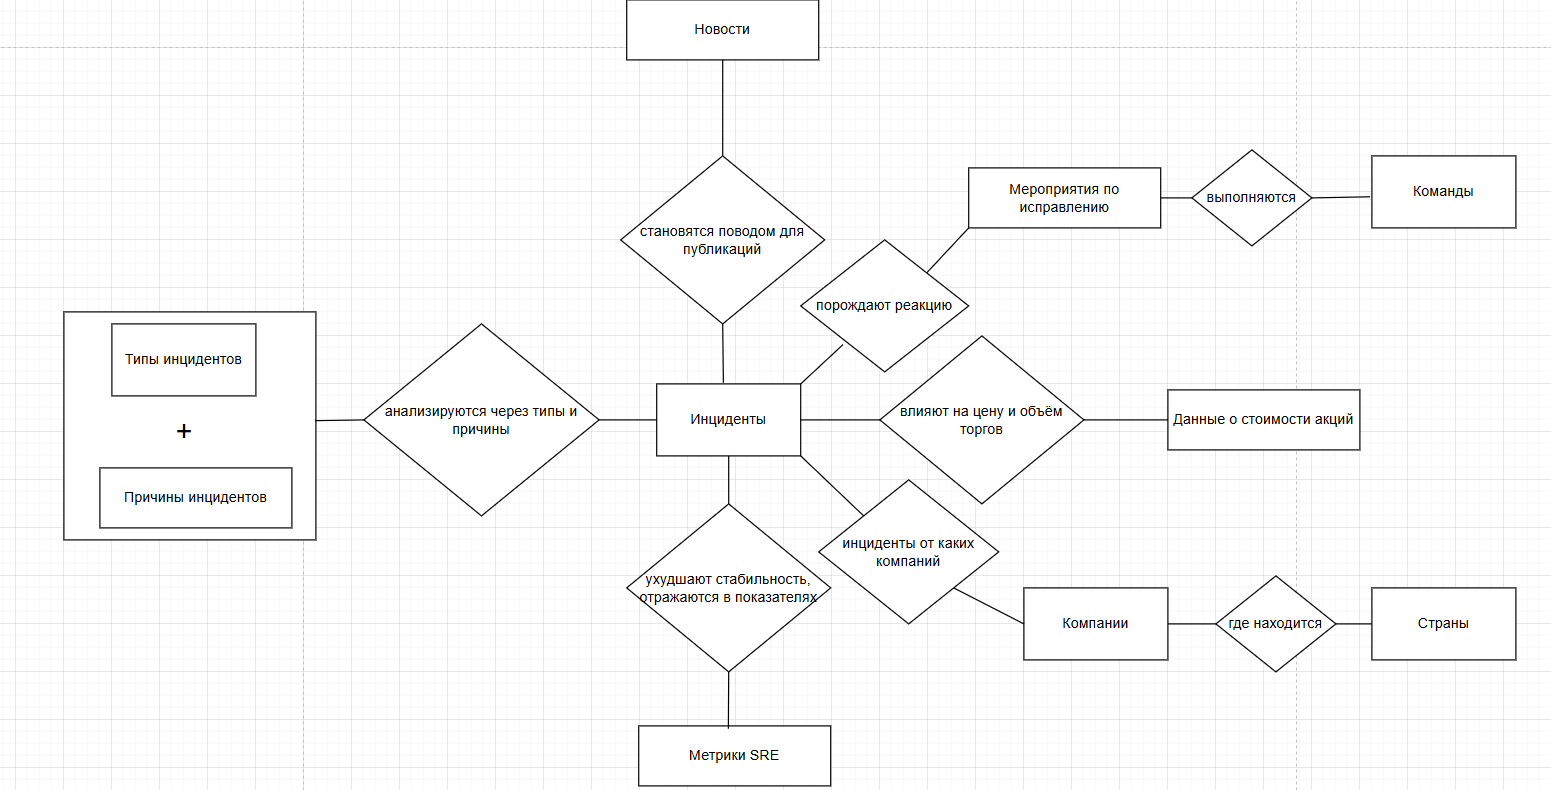 Новости
становятся поводом для
публикаций
Мероприятия по
исправлению
выполняются
Команды
порождают реакцию
Типы инцидентов
+
Причины инцидентов
анализируются через типы и
причины
Инциденты
влияют на цену и объём
торгов
Данные о стоимости акций
инциденты от каких
компаний
ухудшают стабильность,
отражаются в показателях
Компании
где находится
Страны
Метрики SRE